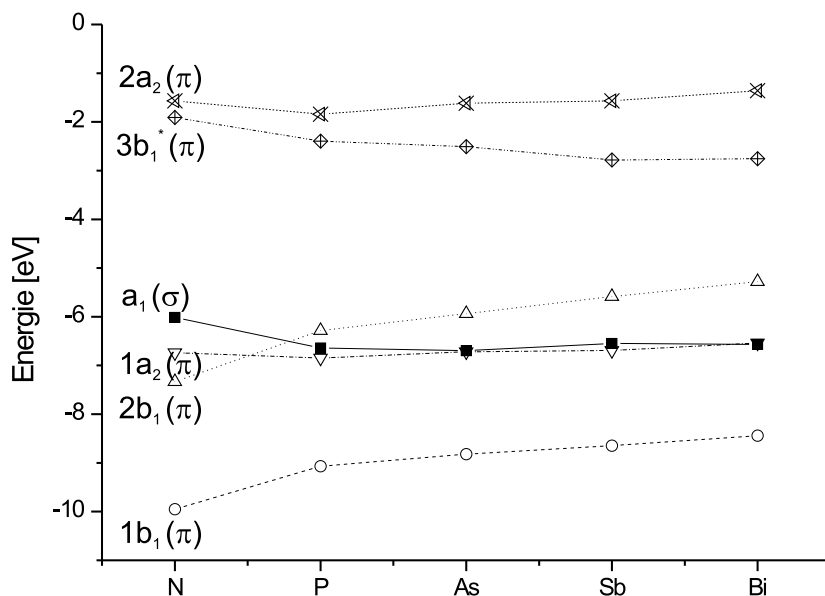 0
2a₂(π)
-2
3b₁*(π)
-4
Energie [eV]
a₁(σ)
-6
1a₂(π)
2b₁(π)
-8
-10
1b₁(π)
N P As Sb Bi